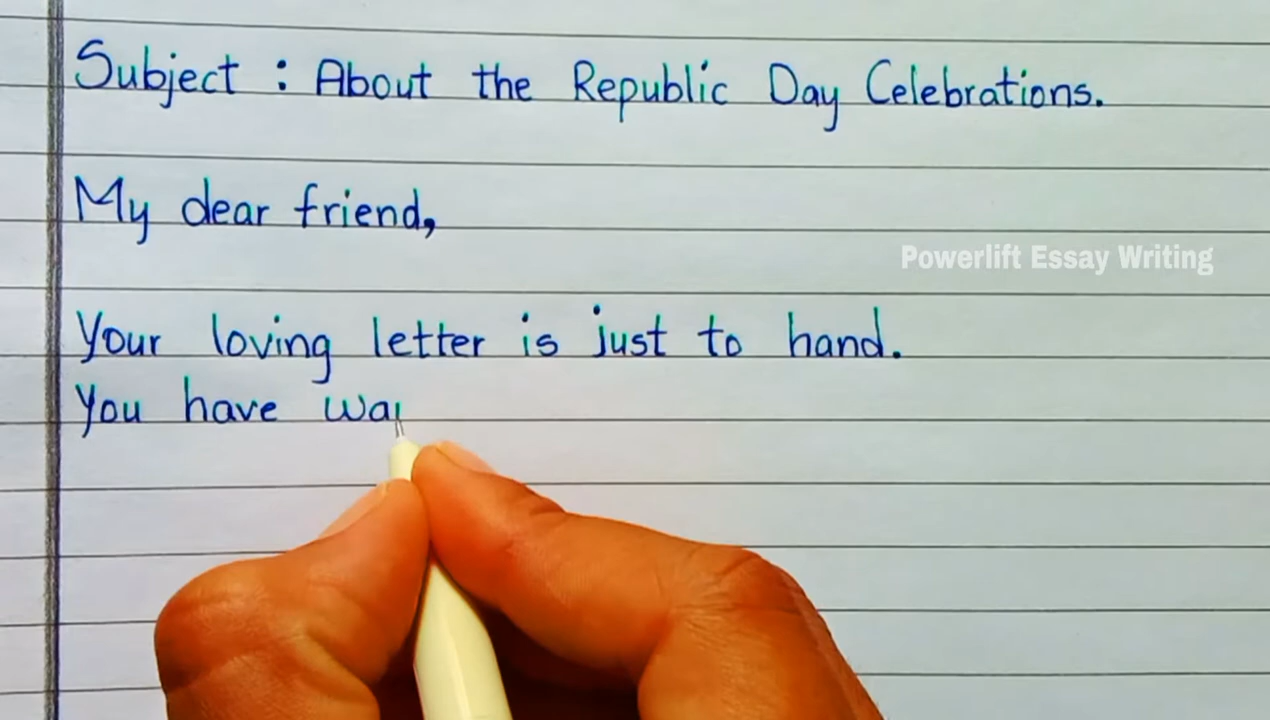 Subject : About the Republic Day Celebrations.
My dear friend,
Powerlift Essay Writing
Your loving letter is just to hand.
You have